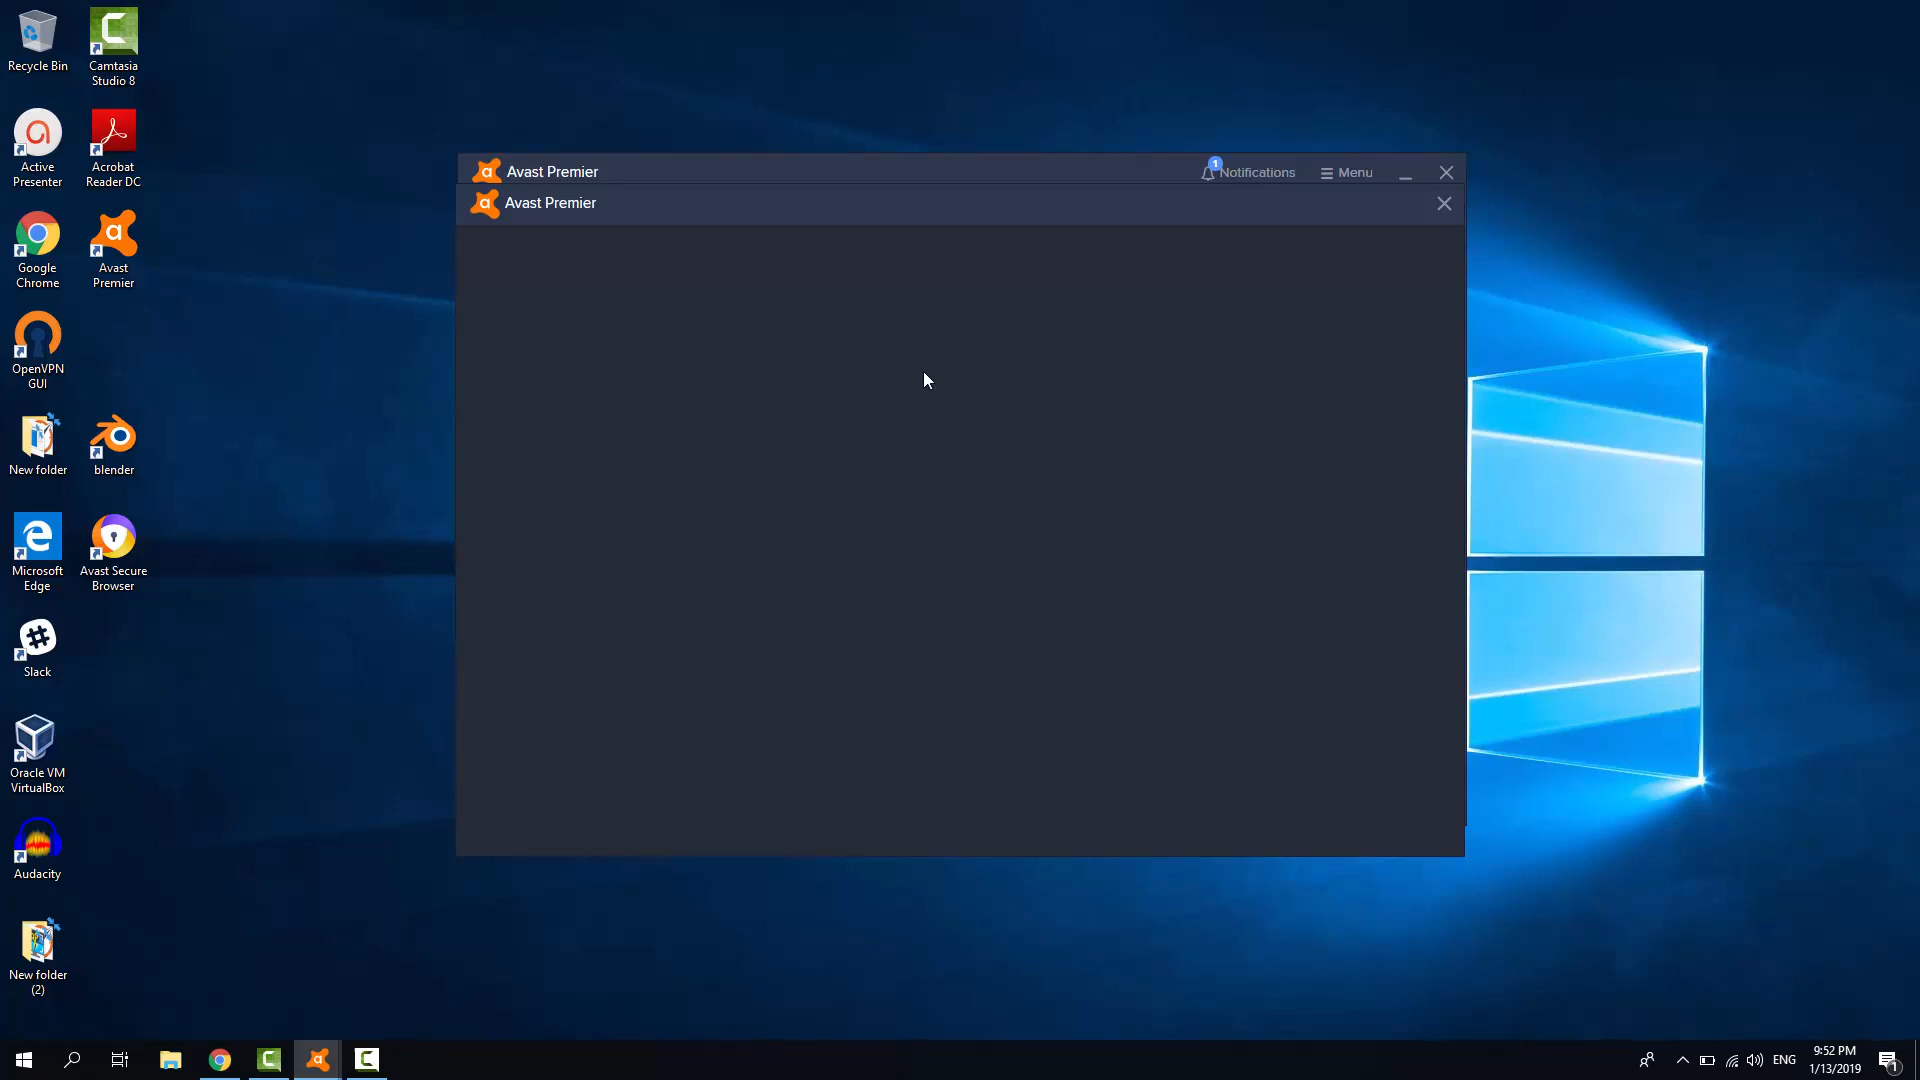 Recycle Bin
Camtasia
Studio 8
Active
Presenter
Acrobat
Reader DC
Google
Chrome
Avast
Premier
OpenVPN
GUI
New folder
blender
Microsoft
Edge
Avast Secure
Browser
Slack
Oracle VM
VirtualBox
Audacity
New folder
(2)
Avast Premier
1
Notifications
Menu
Avast Premier
ENG
9:52 PM
1/13/2019
1